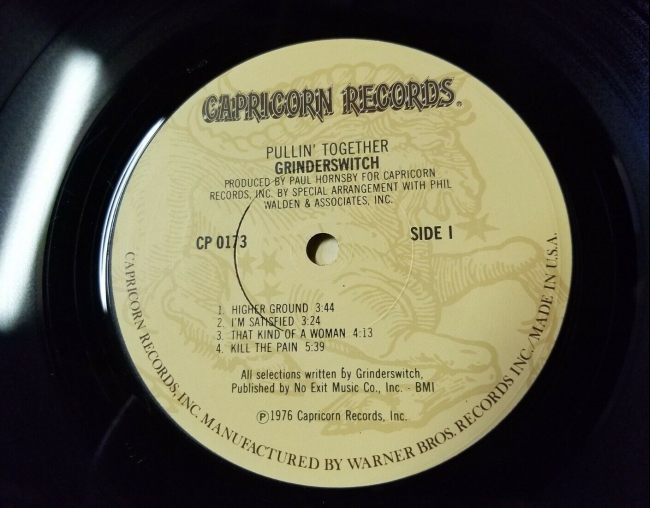 CAPRICORN RECORDS®
PULLIN' TOGETHER
GRINDERSWITCH
PRODUCED BY PAUL HORNSBY FOR CAPRICORN
RECORDS, INC. BY SPECIAL ARRANGEMENT WITH PHIL
WALDEN & ASSOCIATES, INC.
CP 0173
SIDE I
1. HIGHER GROUND 3:44
2. I'M SATISFIED 3:24
3. THAT KIND OF A WOMAN 4:13
4. KILL THE PAIN 5:39
All selections written by Grinderswitch,
Published by No Exit Music Co., Inc. - BMI
Ⓟ1976 Capricorn Records, Inc.
CAPRICORN RECORDS, INC. MANUFACTURED BY WARNER BROS. RECORDS INC./MADE IN U.S.A.